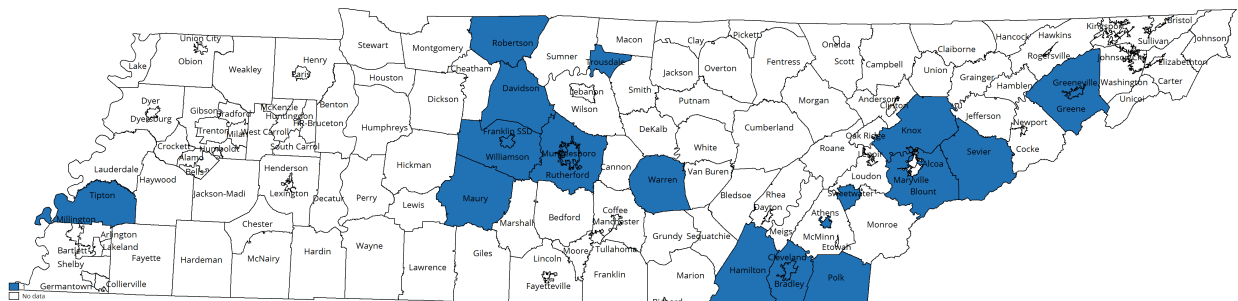 Bristol
Kingsport
Sullivan
Johnson
Elizabethton
Carter
Washington
Unicoi
Hancock
Hawkins
Rogersville
Greeneville
Greene
Hamblen
Claiborne
Union
Grainger
Jefferson
Newport
Cocke
Sevier
Pickett
Oneida
Scott
Campbell
Fentress
Anderson
Clinton
Knox
Oak Ridge
Alcoa
Maryville
Blount
Loudon
Roane
Morgan
Cumberland
Macon
Clay
Overton
Jackson
Putnam
Smith
Trousdale
Sumner
Robertson
Montgomery
Stewart
Cheatham
Davidson
Lebanon
Wilson
DeKalb
White
Houston
Dickson
Humphreys
Hickman
Franklin SSD
Williamson
Rutherford
Cannon
Warren
Van Buren
Bledsoe
Rhea
Dayton
Meigs
Sweetwater
Athens
McMinn
Etowah
Monroe
Maury
Marshall
Bedford
Coffee
Manchester
Grundy
Sequatchie
Moore
Tullahoma
Lewis
Perry
Decatur
Wayne
Lawrence
Giles
Lincoln
Fayetteville
Franklin
Marion
Hamilton
Cleveland
Bradley
Polk
Union City
Obion
Lake
Weakley
Henry
Paris
Dyer
Dyersburg
Gibson
Bradford
McKenzie
Huntingdon
HR-Bruceton
Benton
Trenton
Milan
West Carroll
South Carrol
Humboldt
Crockett
Alamo
Bells
Lauderdale
Haywood
Jackson-Madi
Henderson
Lexington
Chester
Tipton
Millington
Arlington
Lakeland
Bartlett
Shelby
Germantown
Collierville
Fayette
Hardeman
McNairy
Hardin
No data